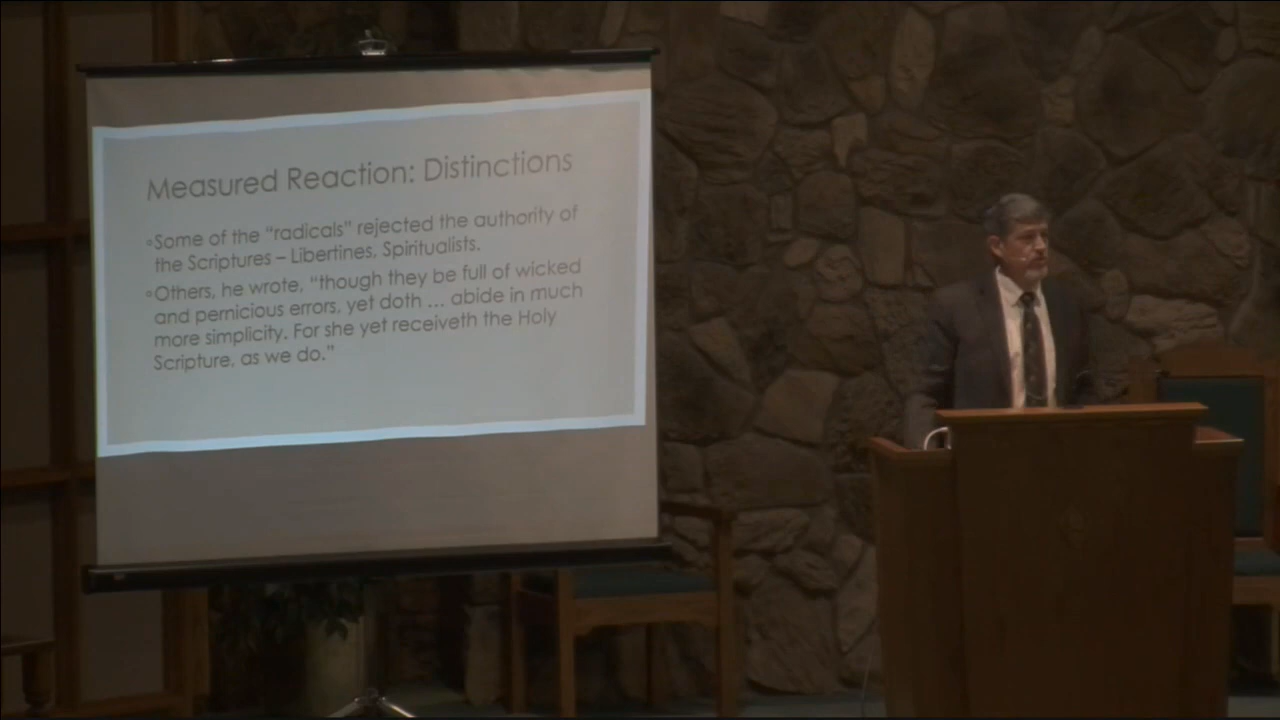 Measured Reaction: Distinctions
◦Some of the “radicals” rejected the authority of
the Scriptures – Libertines, Spiritualists.
◦Others, he wrote, “though they be full of wicked
and pernicious errors, yet doth ... abide in much
more simplicity. For she yet receiveth the Holy
Scripture, as we do.”